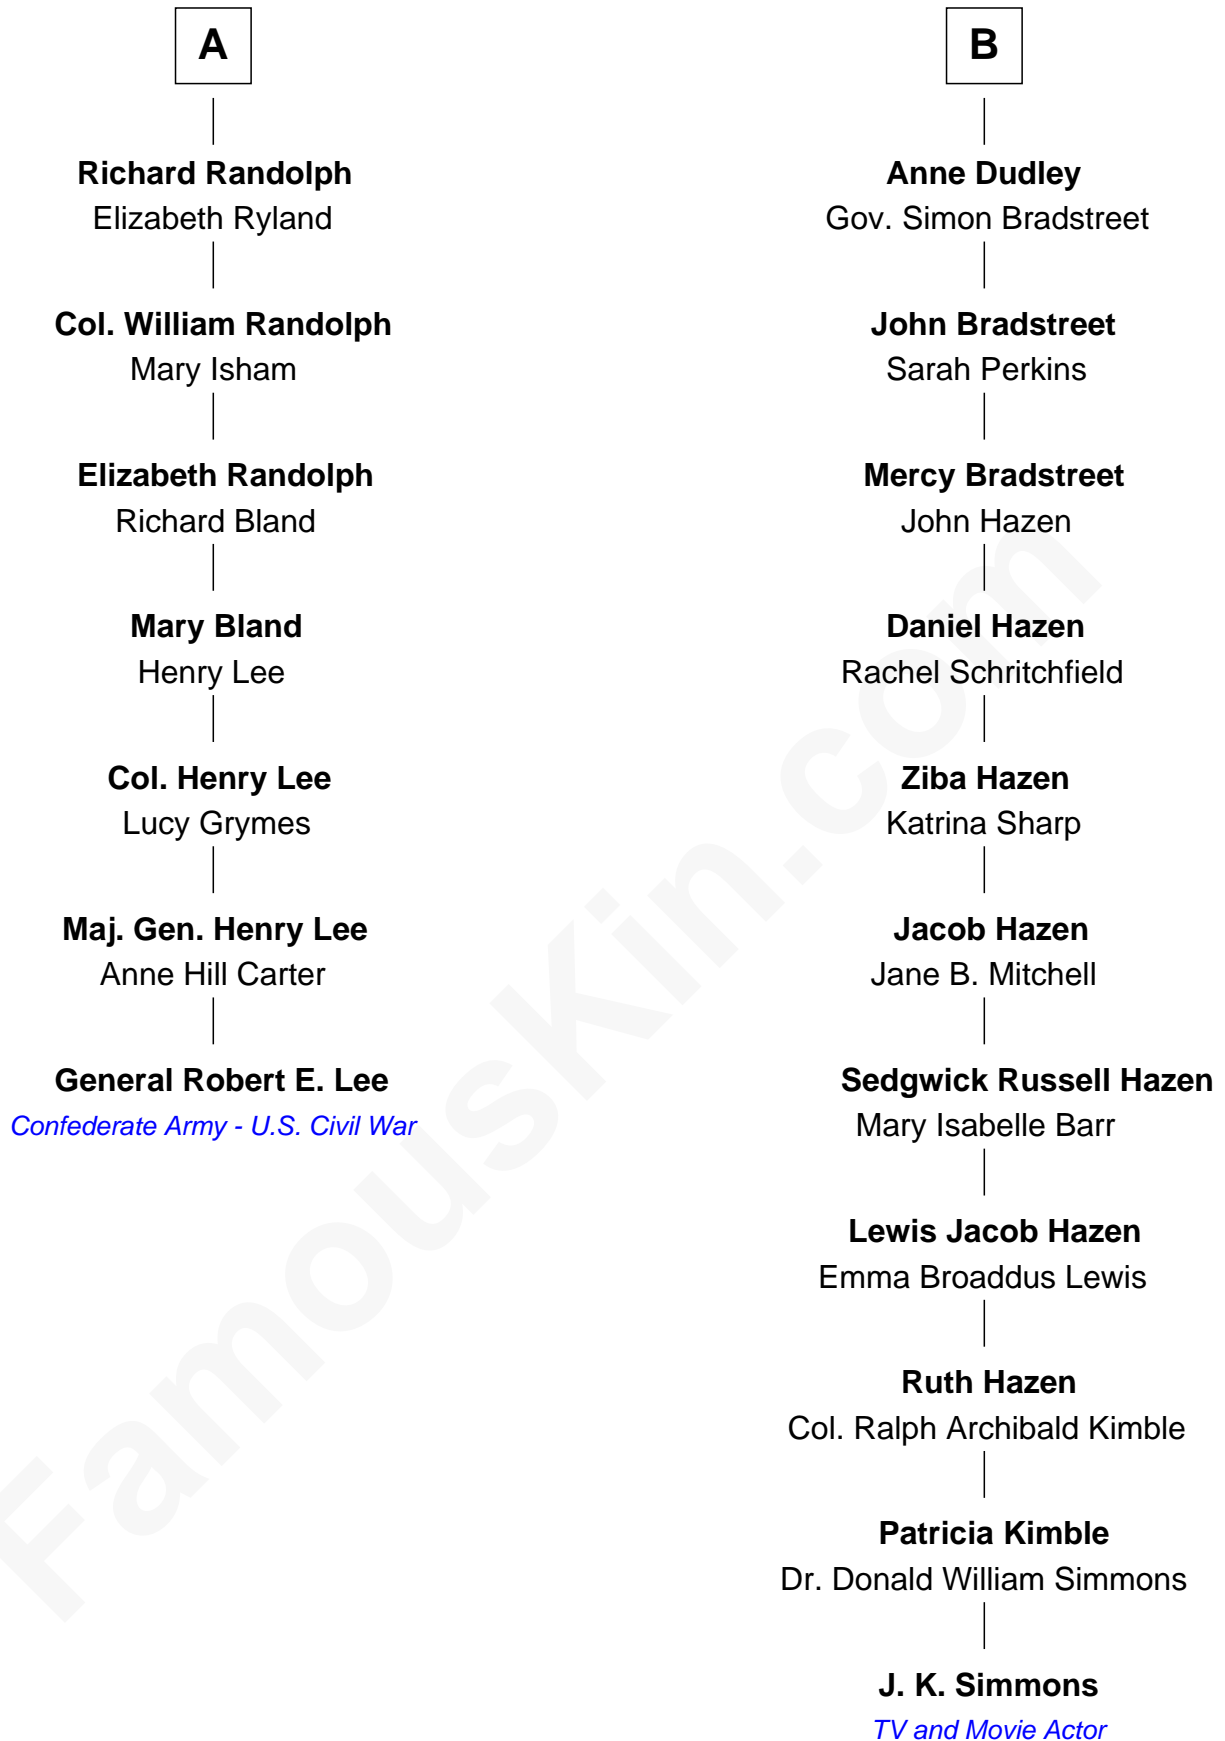 A
Richard Randolph
Elizabeth Ryland
Col. William Randolph
Mary Isham
Elizabeth Randolph
Richard Bland
Mary Bland
Henry Lee
Col. Henry Lee
Lucy Grymes
Maj. Gen. Henry Lee
Anne Hill Carter
General Robert E. Lee
Confederate Army - U.S. Civil War
B
Anne Dudley
Gov. Simon Bradstreet
John Bradstreet
Sarah Perkins
Mercy Bradstreet
John Hazen
Daniel Hazen
Rachel Schritchfield
Ziba Hazen
Katrina Sharp
Jacob Hazen
Jane B. Mitchell
Sedgwick Russell Hazen
Mary Isabelle Barr
Lewis Jacob Hazen
Emma Broaddus Lewis
Ruth Hazen
Col. Ralph Archibald Kimble
Patricia Kimble
Dr. Donald William Simmons
J. K. Simmons
TV and Movie Actor
FamousKin.com